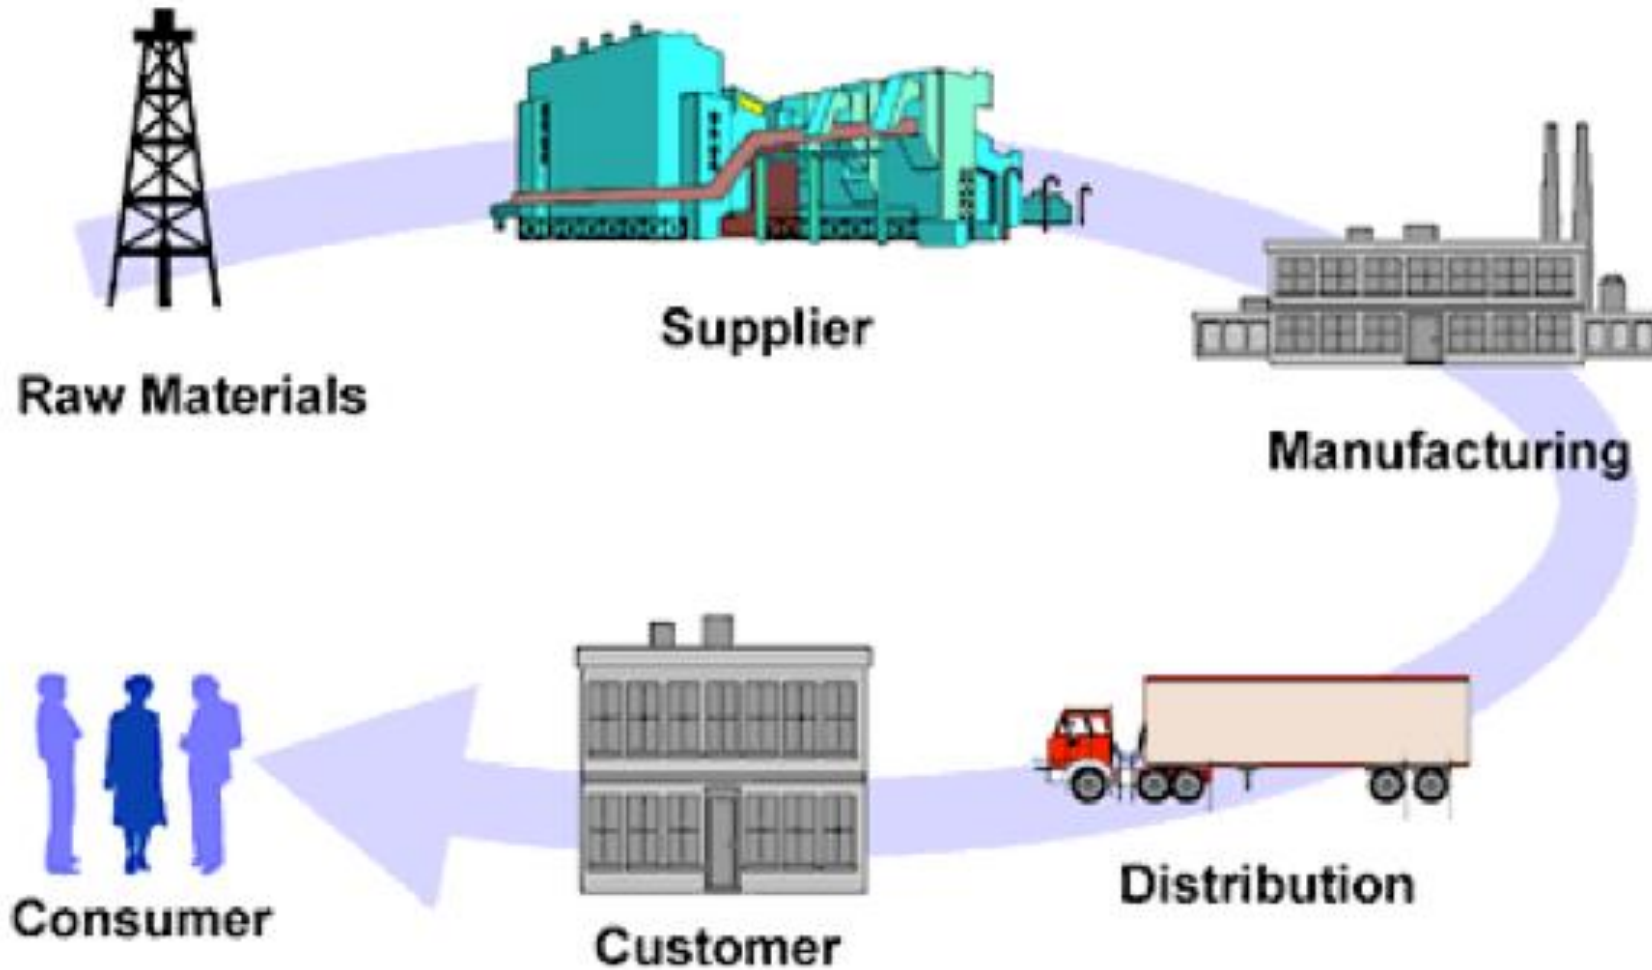 Raw Materials
Supplier
Manufacturing
Distribution
Customer
Consumer